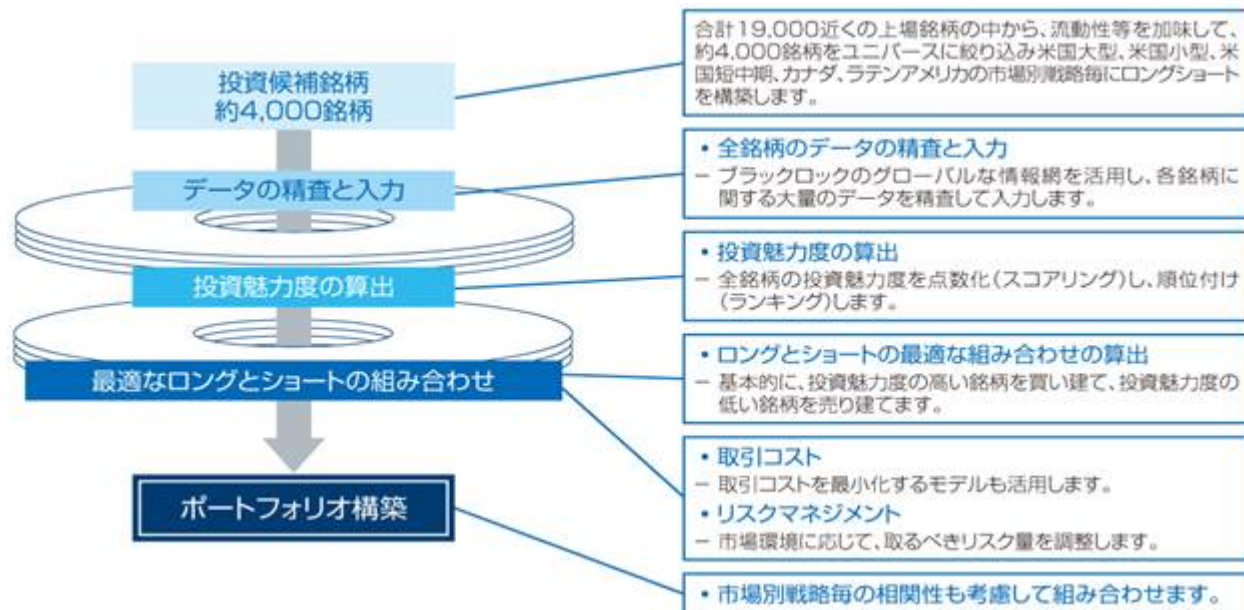 投資候補銘柄
約4,000銘柄
データの精査と入力
投資魅力度の算出
最適なロングとショートの組み合わせ
ポートフォリオ構築
合計19,000近くの上場銘柄の中から、流動性等を加味して、
約4,000銘柄をユニバースに絞り込み米国大型、米国小型、米
国短中期、カナダ、ラテンアメリカの市場別戦略毎にロングショート
を構築します。
・全銘柄のデータの精査と入力
− ブラックロックのグローバルな情報網を活用し、各銘柄に
関する大量のデータを精査して入力します。
・投資魅力度の算出
− 全銘柄の投資魅力度を点数化(スコアリング)し、順位付け
(ランキング)します。
・ロングとショートの最適な組み合わせの算出
− 基本的に、投資魅力度の高い銘柄を買い建て、投資魅力度の
低い銘柄を売り建てます。
・取引コスト
− 取引コストを最小化するモデルも活用します。
・リスクマネジメント
− 市場環境に応じて、取るべきリスク量を調整します。
・市場別戦略毎の相関性も考慮して組み合わせます。